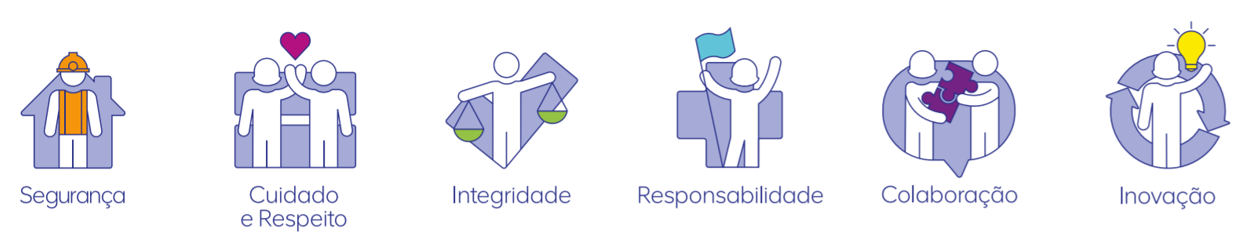 Segurança
Cuidado
e Respeito
Integridade
Responsabilidade
Colaboração
Inovação